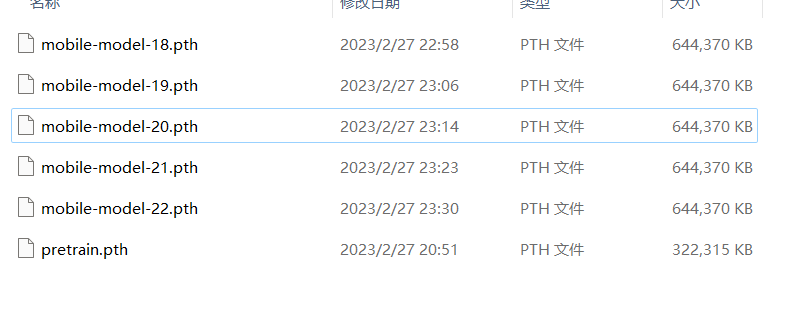 名称 修改日期 类型 大小
mobile-model-18.pth 2023/2/27 22:58 PTH 文件 644,370 KB
mobile-model-19.pth 2023/2/27 23:06 PTH 文件 644,370 KB
mobile-model-20.pth 2023/2/27 23:14 PTH 文件 644,370 KB
mobile-model-21.pth 2023/2/27 23:23 PTH 文件 644,370 KB
mobile-model-22.pth 2023/2/27 23:30 PTH 文件 644,370 KB
pretrain.pth 2023/2/27 20:51 PTH 文件 322,315 KB